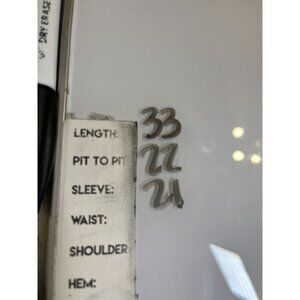 DRY ERASE
LENGTH: 33
PIT TO PIT 22
SLEEVE: 21
WAIST:
SHOULDER
HEM: